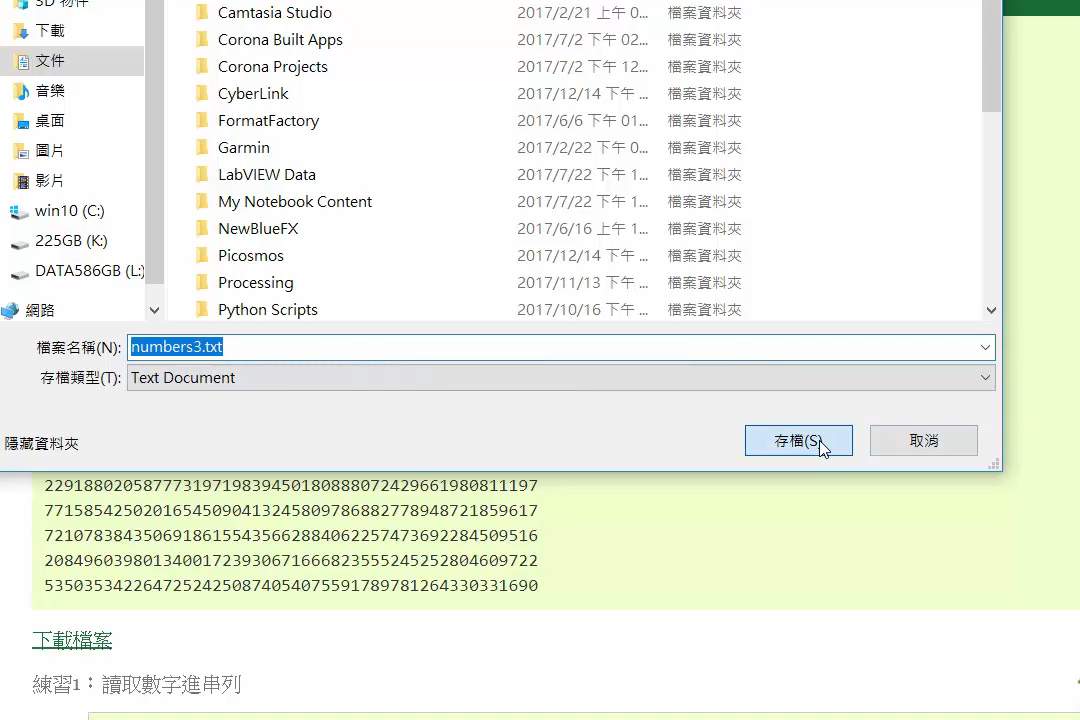 3D 物件
下載
文件
音樂
桌面
圖片
影片
win10 (C:)
225GB (K:)
DATA586GB (L:)
網路
Camtasia Studio 2017/2/21 上午 0... 檔案資料夾
Corona Built Apps 2017/7/2 下午 02... 檔案資料夾
Corona Projects 2017/7/2 下午 12... 檔案資料夾
CyberLink 2017/12/14 下午 ... 檔案資料夾
FormatFactory 2017/6/6 下午 01... 檔案資料夾
Garmin 2017/2/22 下午 0... 檔案資料夾
LabVIEW Data 2017/7/22 下午 1... 檔案資料夾
My Notebook Content 2017/7/22 下午 1... 檔案資料夾
NewBlueFX 2017/6/16 上午 1... 檔案資料夾
Picosmos 2017/12/14 下午 ... 檔案資料夾
Processing 2017/11/13 下午 ... 檔案資料夾
Python Scripts 2017/10/16 下午 ... 檔案資料夾
檔案名稱(N): numbers3.txt
存檔類型(T): Text Document
隱藏資料夾
存檔(S) 取消
22918802058777319719839450180888072429661980811197
77158542502016545090413245809786882778948721859617
72107838435069186155435662884062257473692284509516
20849603980134001723930671666823555245252804609722
53503534226472524250874054075591789781264330331690
下載檔案
練習1：讀取數字進串列